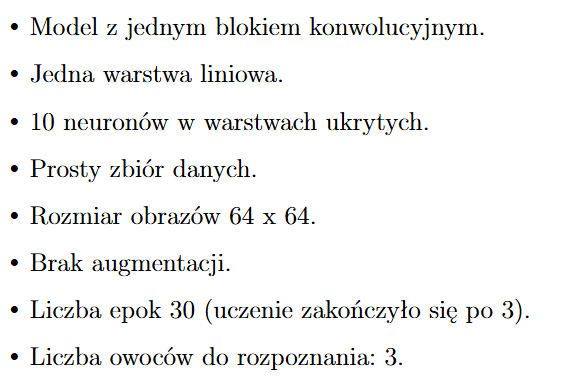 • Model z jednym blokiem konwolucyjnym.
• Jedna warstwa liniowa.
• 10 neuronów w warstwach ukrytych.
• Prosty zbiór danych.
• Rozmiar obrazów 64 x 64.
• Brak augmentacji.
• Liczba epok 30 (uczenie zakończyło się po 3).
• Liczba owoców do rozpoznania: 3.